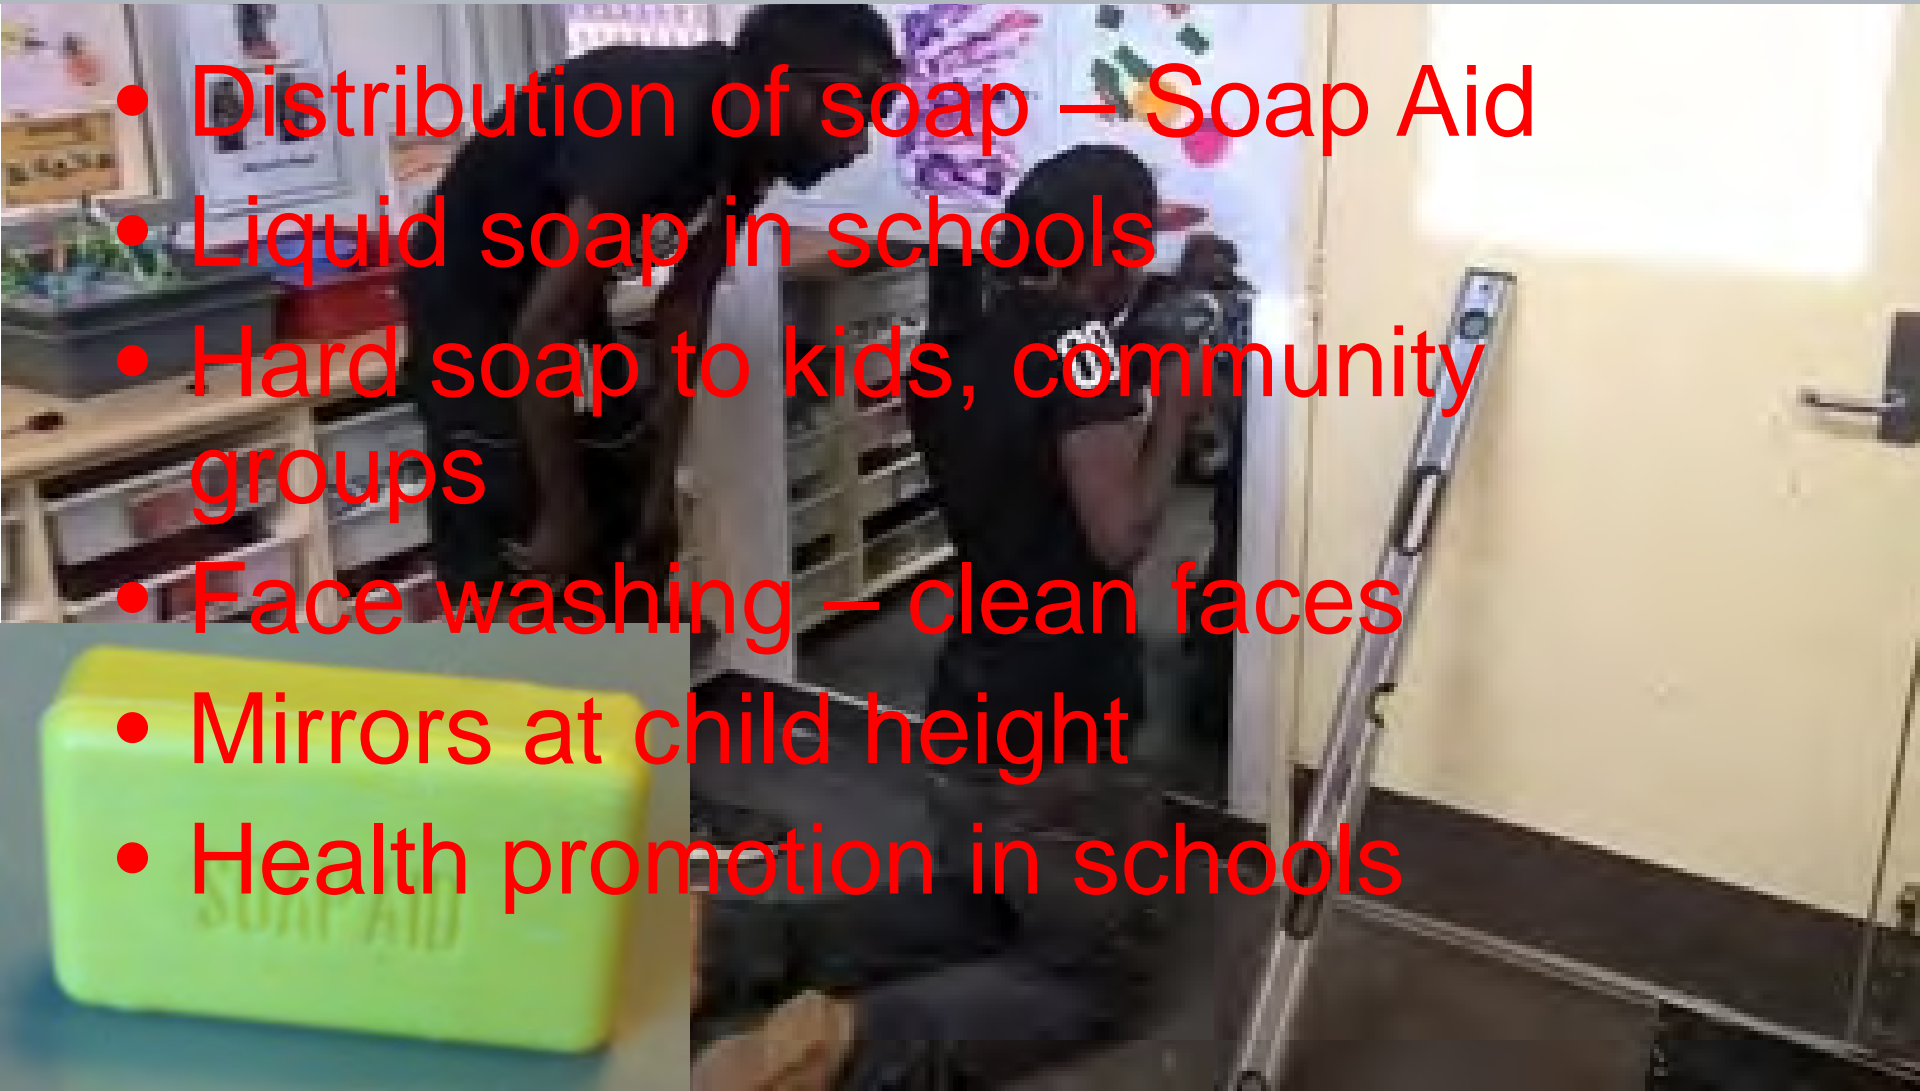 • Distribution of soap – Soap Aid
• Liquid soap in schools
• Hard soap to kids, community
groups
• Face washing – clean faces
• Mirrors at child height
• Health promotion in schools
SOAP AID